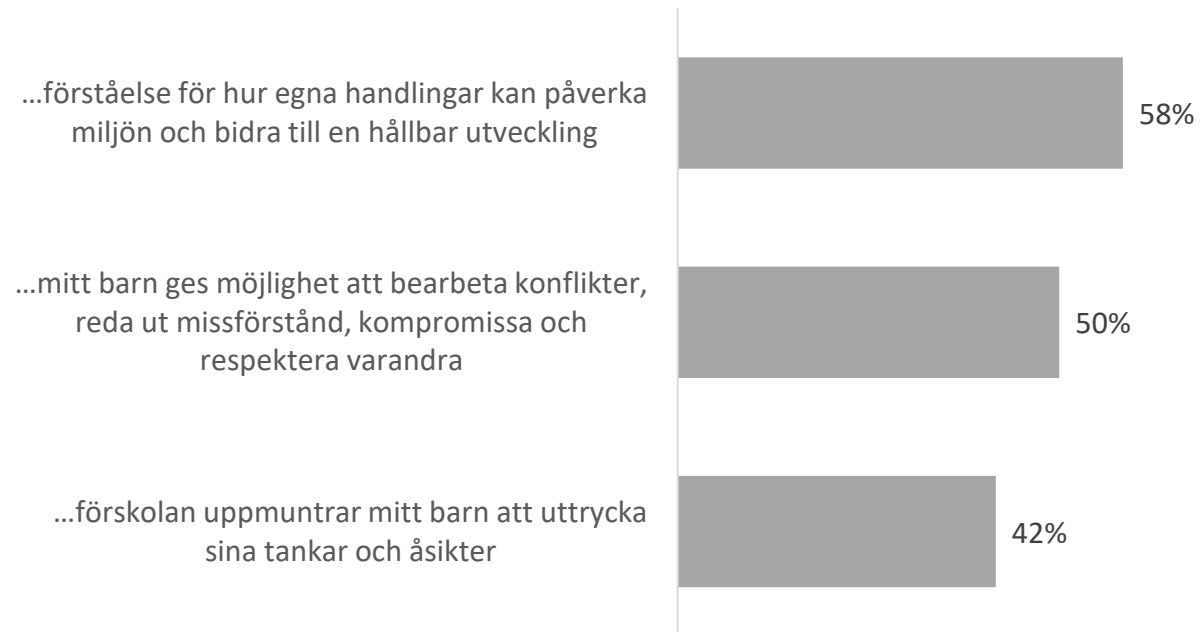 …förståelse för hur egna handlingar kan påverka
miljön och bidra till en hållbar utveckling
58%
…mitt barn ges möjlighet att bearbeta konflikter,
reda ut missförstånd, kompromissa och
respektera varandra
50%
…förskolan uppmuntrar mitt barn att uttrycka
sina tankar och åsikter
42%